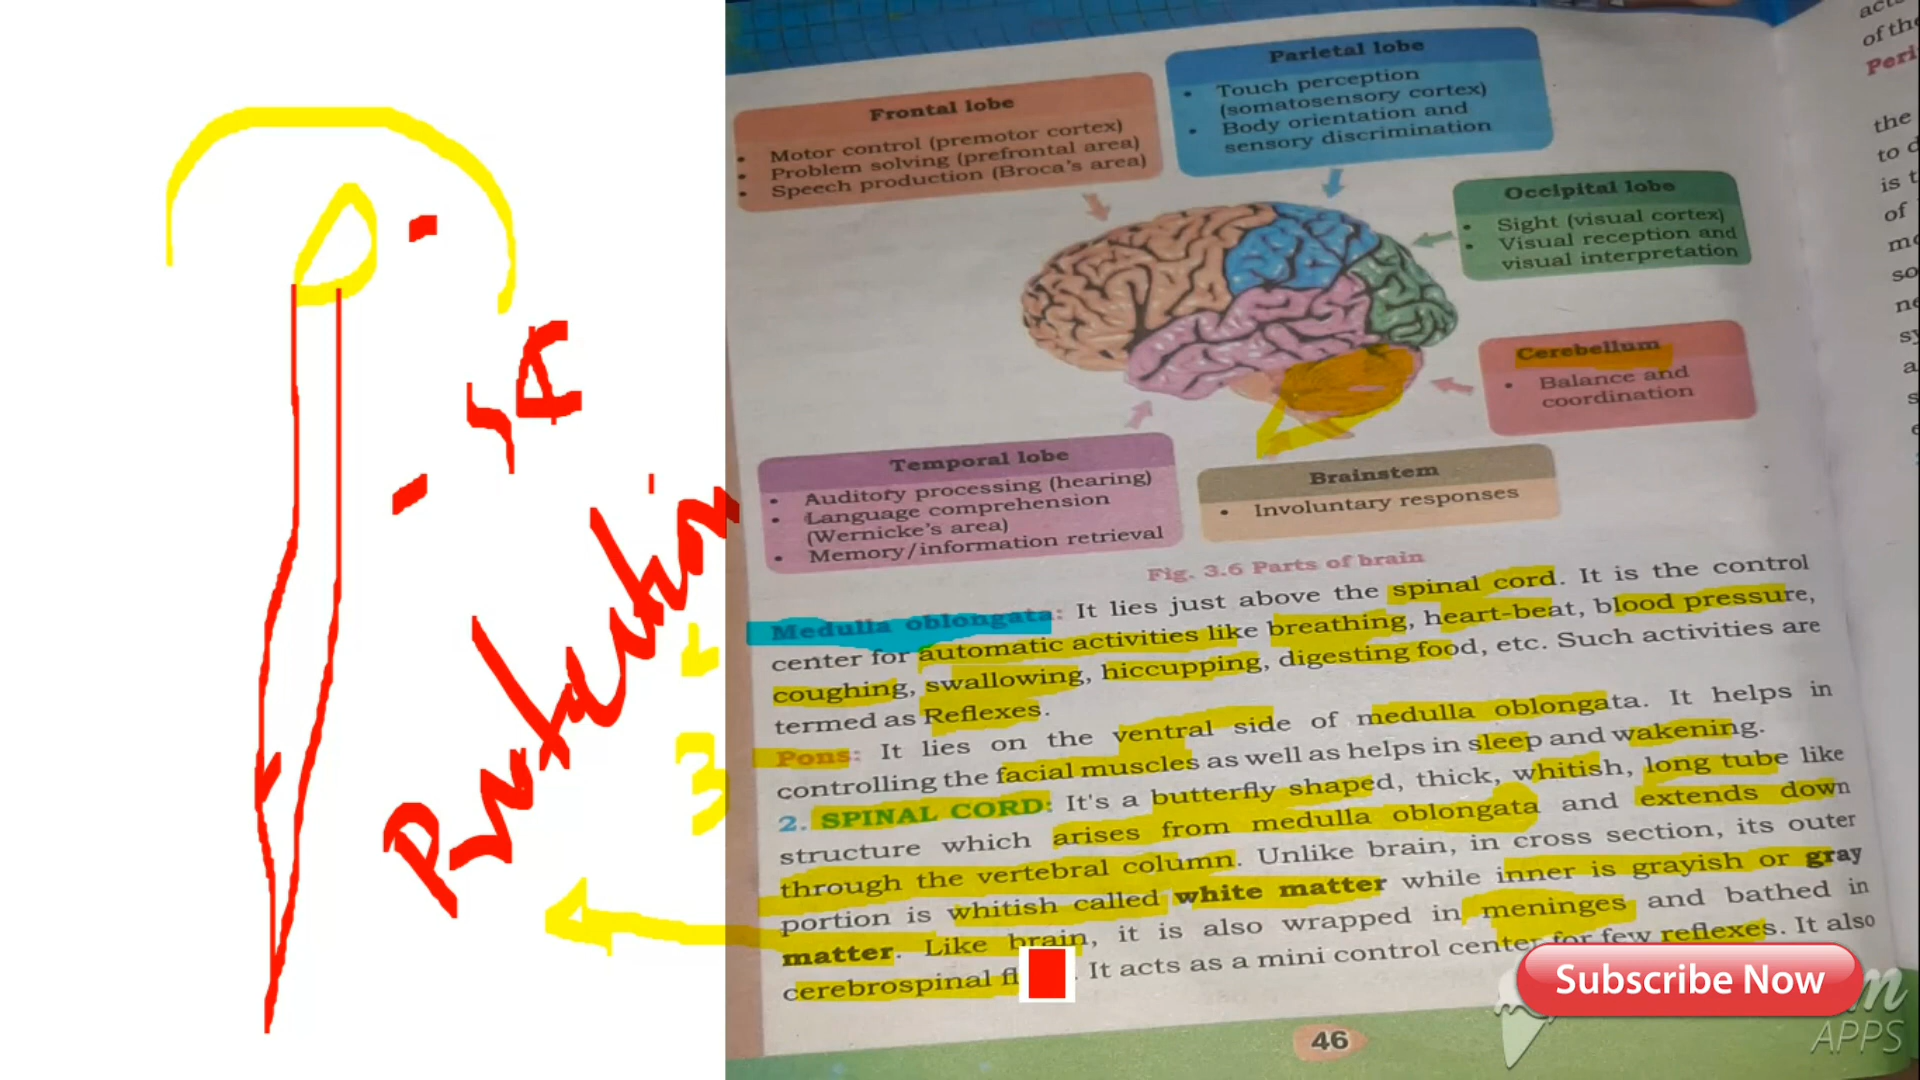 Protection
Frontal lobe
• Motor control (premotor cortex)
• Problem solving (prefrontal area)
• Speech production (Broca's area)
Parietal lobe
• Touch perception
(somatosensory cortex)
• Body orientation and
sensory discrimination
Occipital lobe
• Sight (visual cortex)
• Visual reception and
visual interpretation
Cerebellum
• Balance and
coordination
Temporal lobe
• Auditory processing (hearing)
• Language comprehension
(Wernicke's area)
• Memory/information retrieval
Brainstem
• Involuntary responses
Fig. 3.6 Parts of brain
Medulla oblongata: It lies just above the spinal cord. It is the control
center for automatic activities like breathing, heart-beat, blood pressure,
coughing, swallowing, hiccupping, digesting food, etc. Such activities are
termed as Reflexes.
Pons: It lies on the ventral side of medulla oblongata. It helps in
controlling the facial muscles as well as helps in sleep and wakening.
2. SPINAL CORD: It's a butterfly shaped, thick, whitish, long tube like
structure which arises from medulla oblongata and extends down
through the vertebral column. Unlike brain, in cross section, its outer
portion is whitish called white matter while inner is grayish or gray
matter. Like brain, it is also wrapped in meninges and bathed in
cerebrospinal fl . It acts as a mini control center for few reflexes. It also
46
of the
Peri
the
is t
of
Subscribe Now
APPS